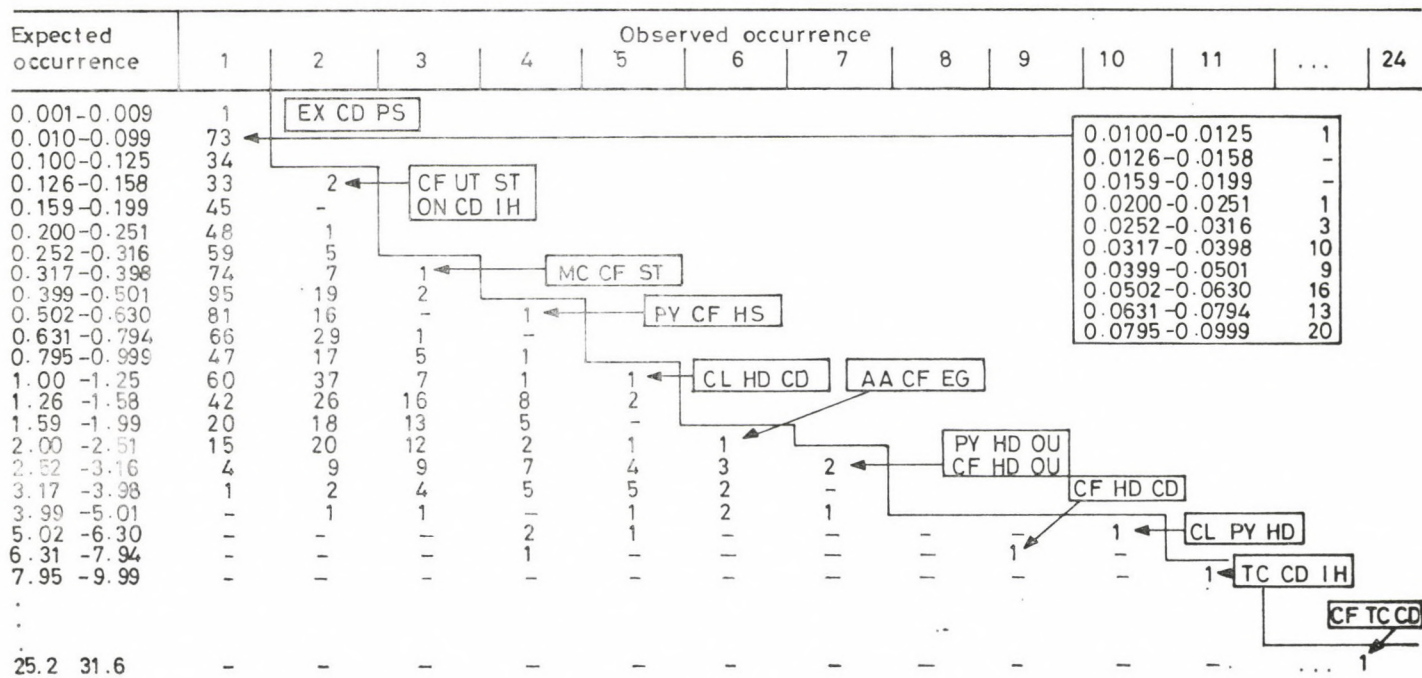 Expected Observed occurrence
occurrence 1 2 3 4 5 6 7 8 9 10 11 ... 24
0.001-0.009 1 EX CD PS
0.010-0.099 73 0.0100-0.0125 1
0.100-0.125 34 0.0126-0.0158 –
0.126-0.158 33 2 CF UT ST 0.0159-0.0199 –
0.159-0.199 45 – ON CD IH 0.0200-0.0251 1
0.200-0.251 48 1 0.0252-0.0316 3
0.252-0.316 59 5 0.0317-0.0398 10
0.317-0.398 74 7 1 MC CF ST 0.0399-0.0501 9
0.399-0.501 95 19 2 0.0502-0.0630 16
0.502-0.630 81 16 – 1 PY CF HS 0.0631-0.0794 13
0.631-0.794 66 29 1 – 0.0795-0.0999 20
0.795-0.999 47 17 5 1
1.00 -1.25 60 37 7 1 1 CL HD CD AA CF EG
1.26 -1.58 42 26 16 8 2
1.59 -1.99 20 18 13 5 –
2.00 -2.51 15 20 12 2 1 1 PY HD OU
2.52 -3.16 4 9 9 7 4 3 2 CF HD OU
3.17 -3.98 1 2 4 5 5 2 – CF HD CD
3.99 -5.01 – 1 1 – 1 2 1
5.02 -6.30 – – – 2 1 – – – – 1 CL PY HD
6.31 -7.94 – – – 1 – – – – 1 –
7.95 -9.99 – – – – – – – – – – 1 TC CD IH
.
. CF TC CD
.
25.2 31.6 – – – – – – – – – – –. ... 1